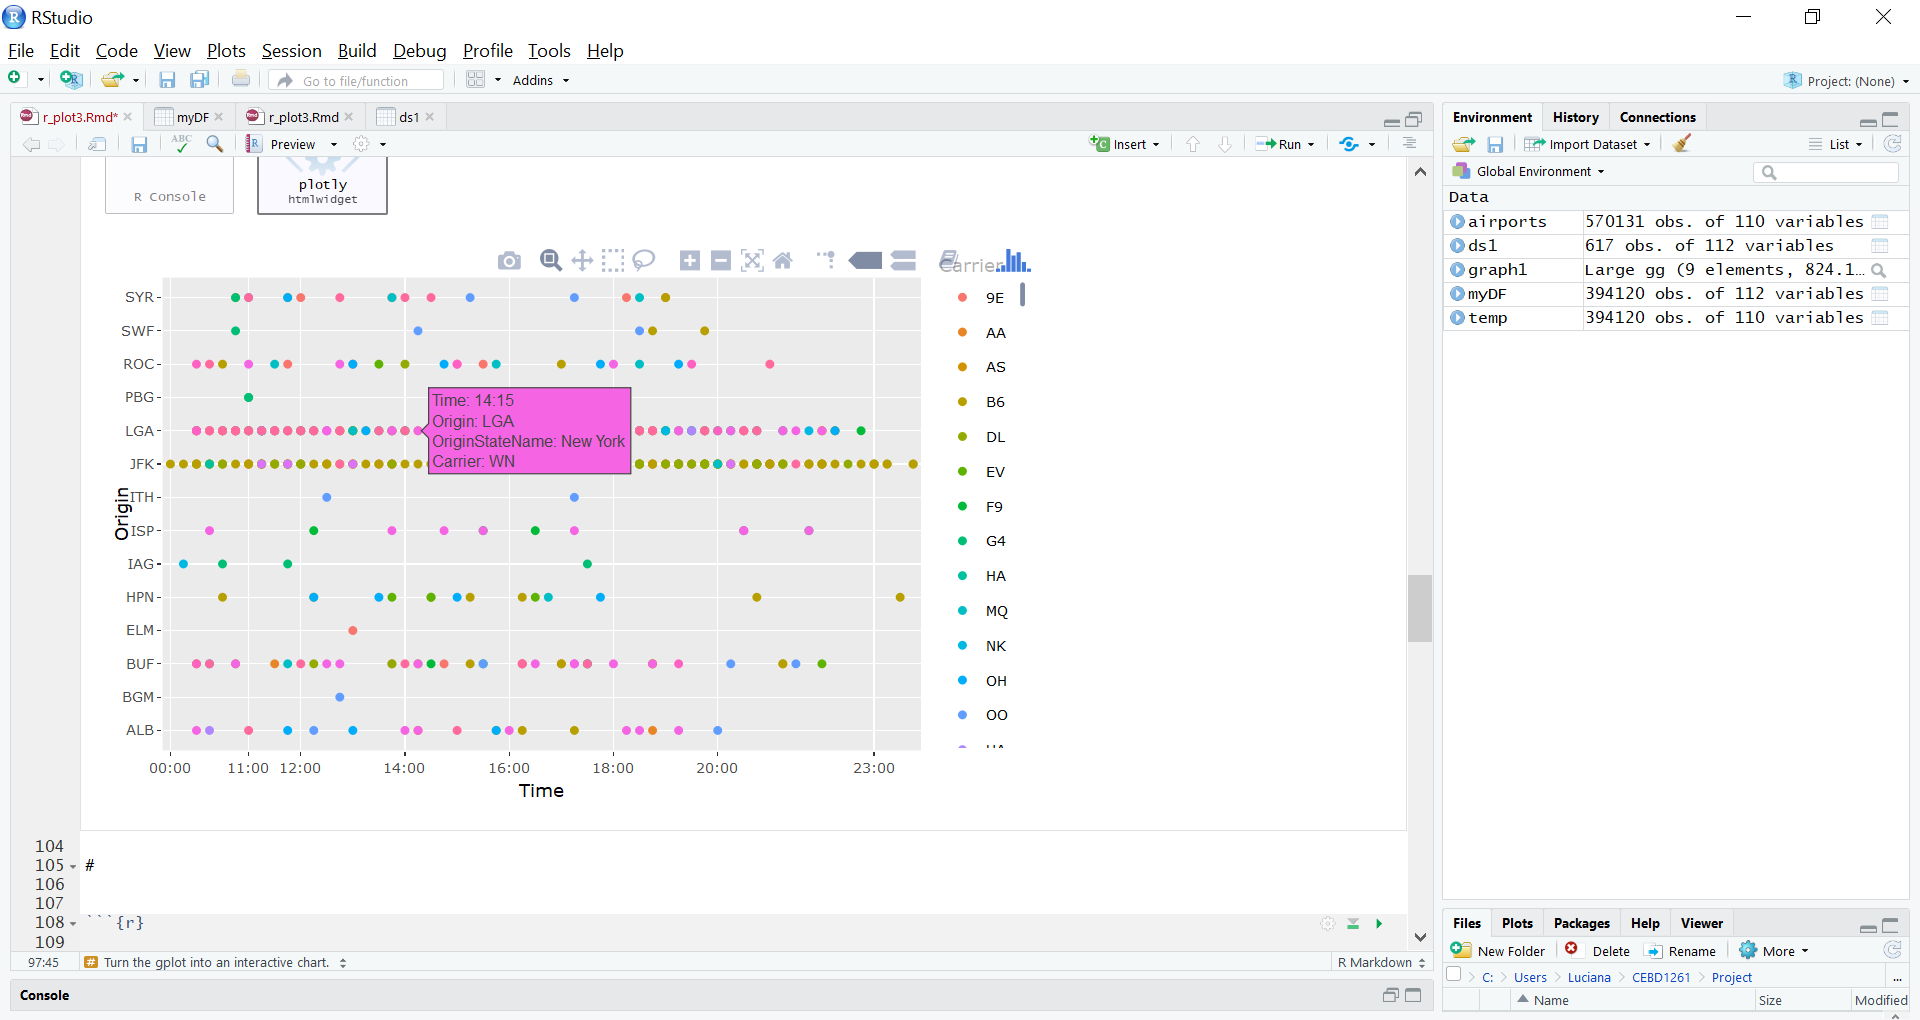 RStudio
File Edit Code View Plots Session Build Debug Profile Tools Help
Go to file/function Addins Project: (None)
r_plot3.Rmd* myDF r_plot3.Rmd ds1
ABC Preview Insert Run
R Console
plotly
htmlwidget
Carrier
SYR
SWF
ROC
PBG
LGA
JFK
ITH
ISP
IAG
HPN
ELM
BUF
BGM
ALB
Origin
Time: 14:15
Origin: LGA
OriginStateName: New York
Carrier: WN
00:00 11:00 12:00 14:00 16:00 18:00 20:00 23:00
Time
9E
AA
AS
B6
DL
EV
F9
G4
HA
MQ
NK
OH
OO
104
105 #
106
107
108 ```{r}
109
97:45 # Turn the gplot into an interactive chart. R Markdown
Console
Environment History Connections
Import Dataset List
Global Environment
Data
airports 570131 obs. of 110 variables
ds1 617 obs. of 112 variables
graph1 Large gg (9 elements, 824.1…
myDF 394120 obs. of 112 variables
temp 394120 obs. of 110 variables
Files Plots Packages Help Viewer
New Folder Delete Rename More
C: Users Luciana CEBD1261 Project ...
Name Size Modified